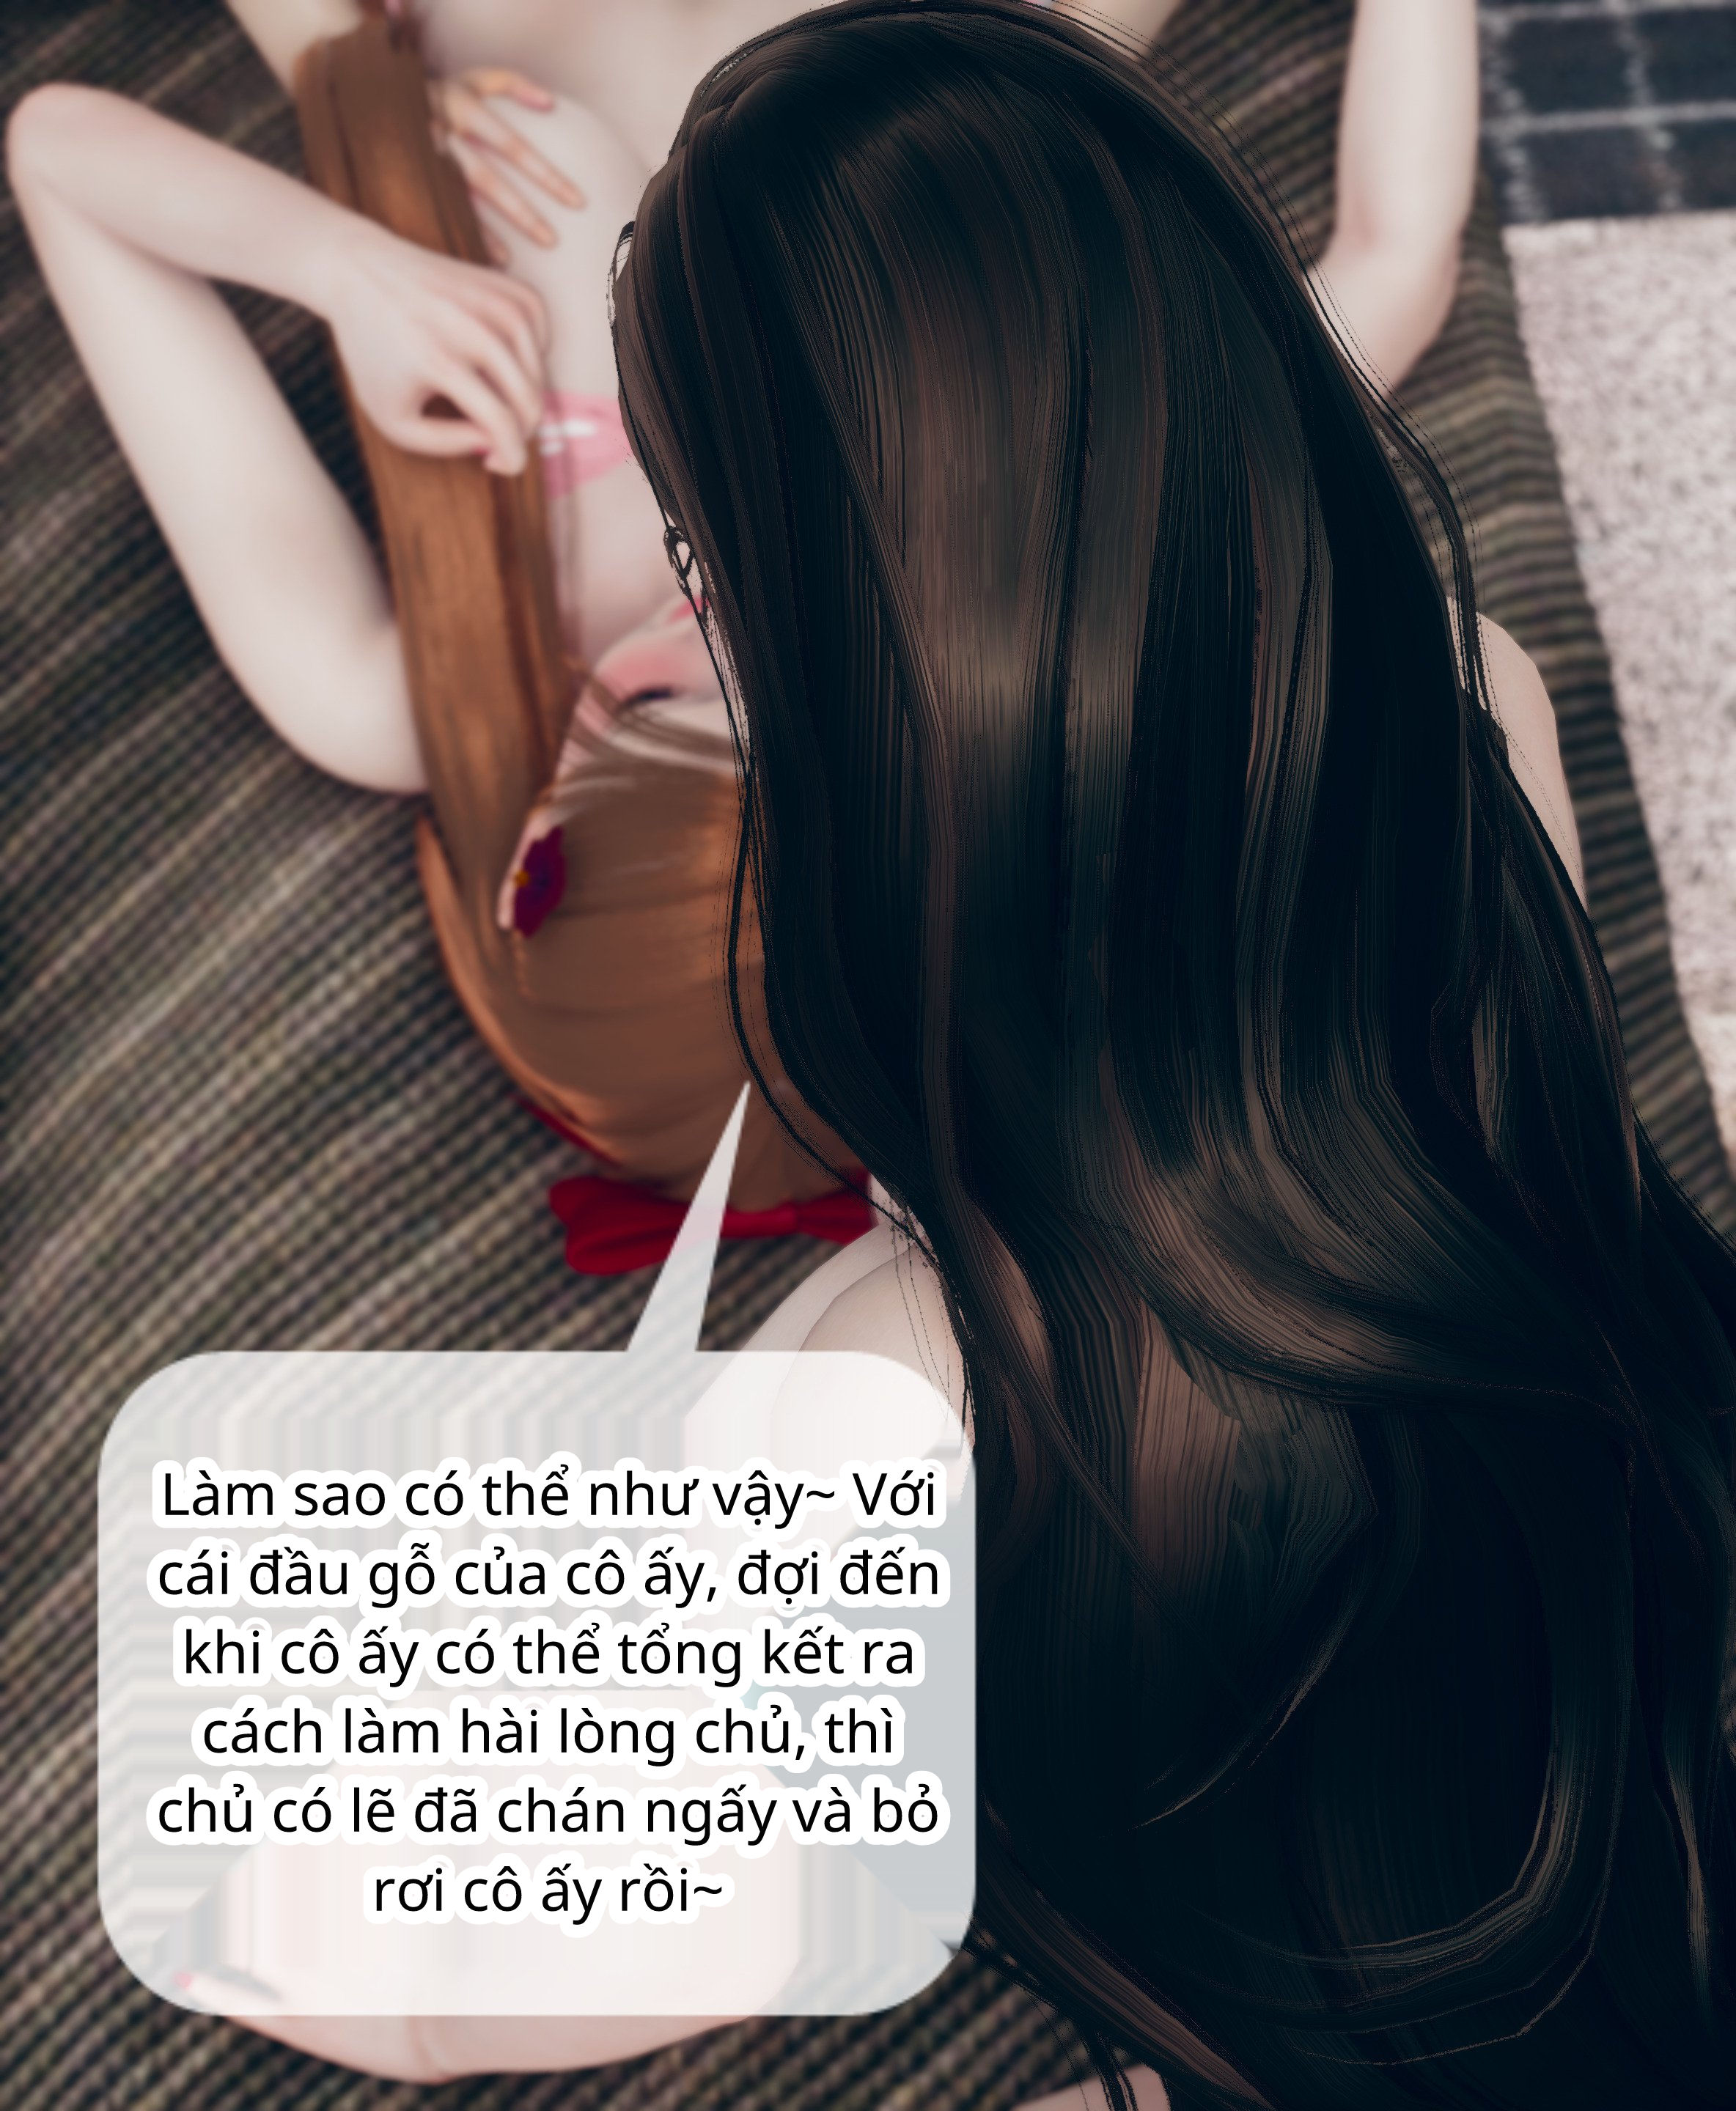 Làm sao có thể như vậy~ Với
cái đầu gỗ của cô ấy, đợi đến
khi cô ấy có thể tổng kết ra
cách làm hài lòng chủ, thì
chủ có lẽ đã chán ngấy và bỏ
rơi cô ấy rồi~